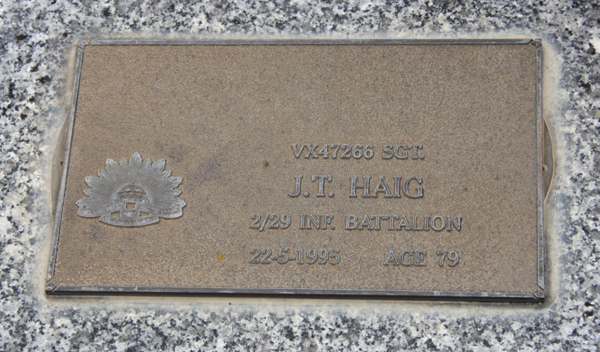 VX47266 SGT.
J.T. HAIG
2/29 INF. BATTALION
22-5-1995 AGE 79